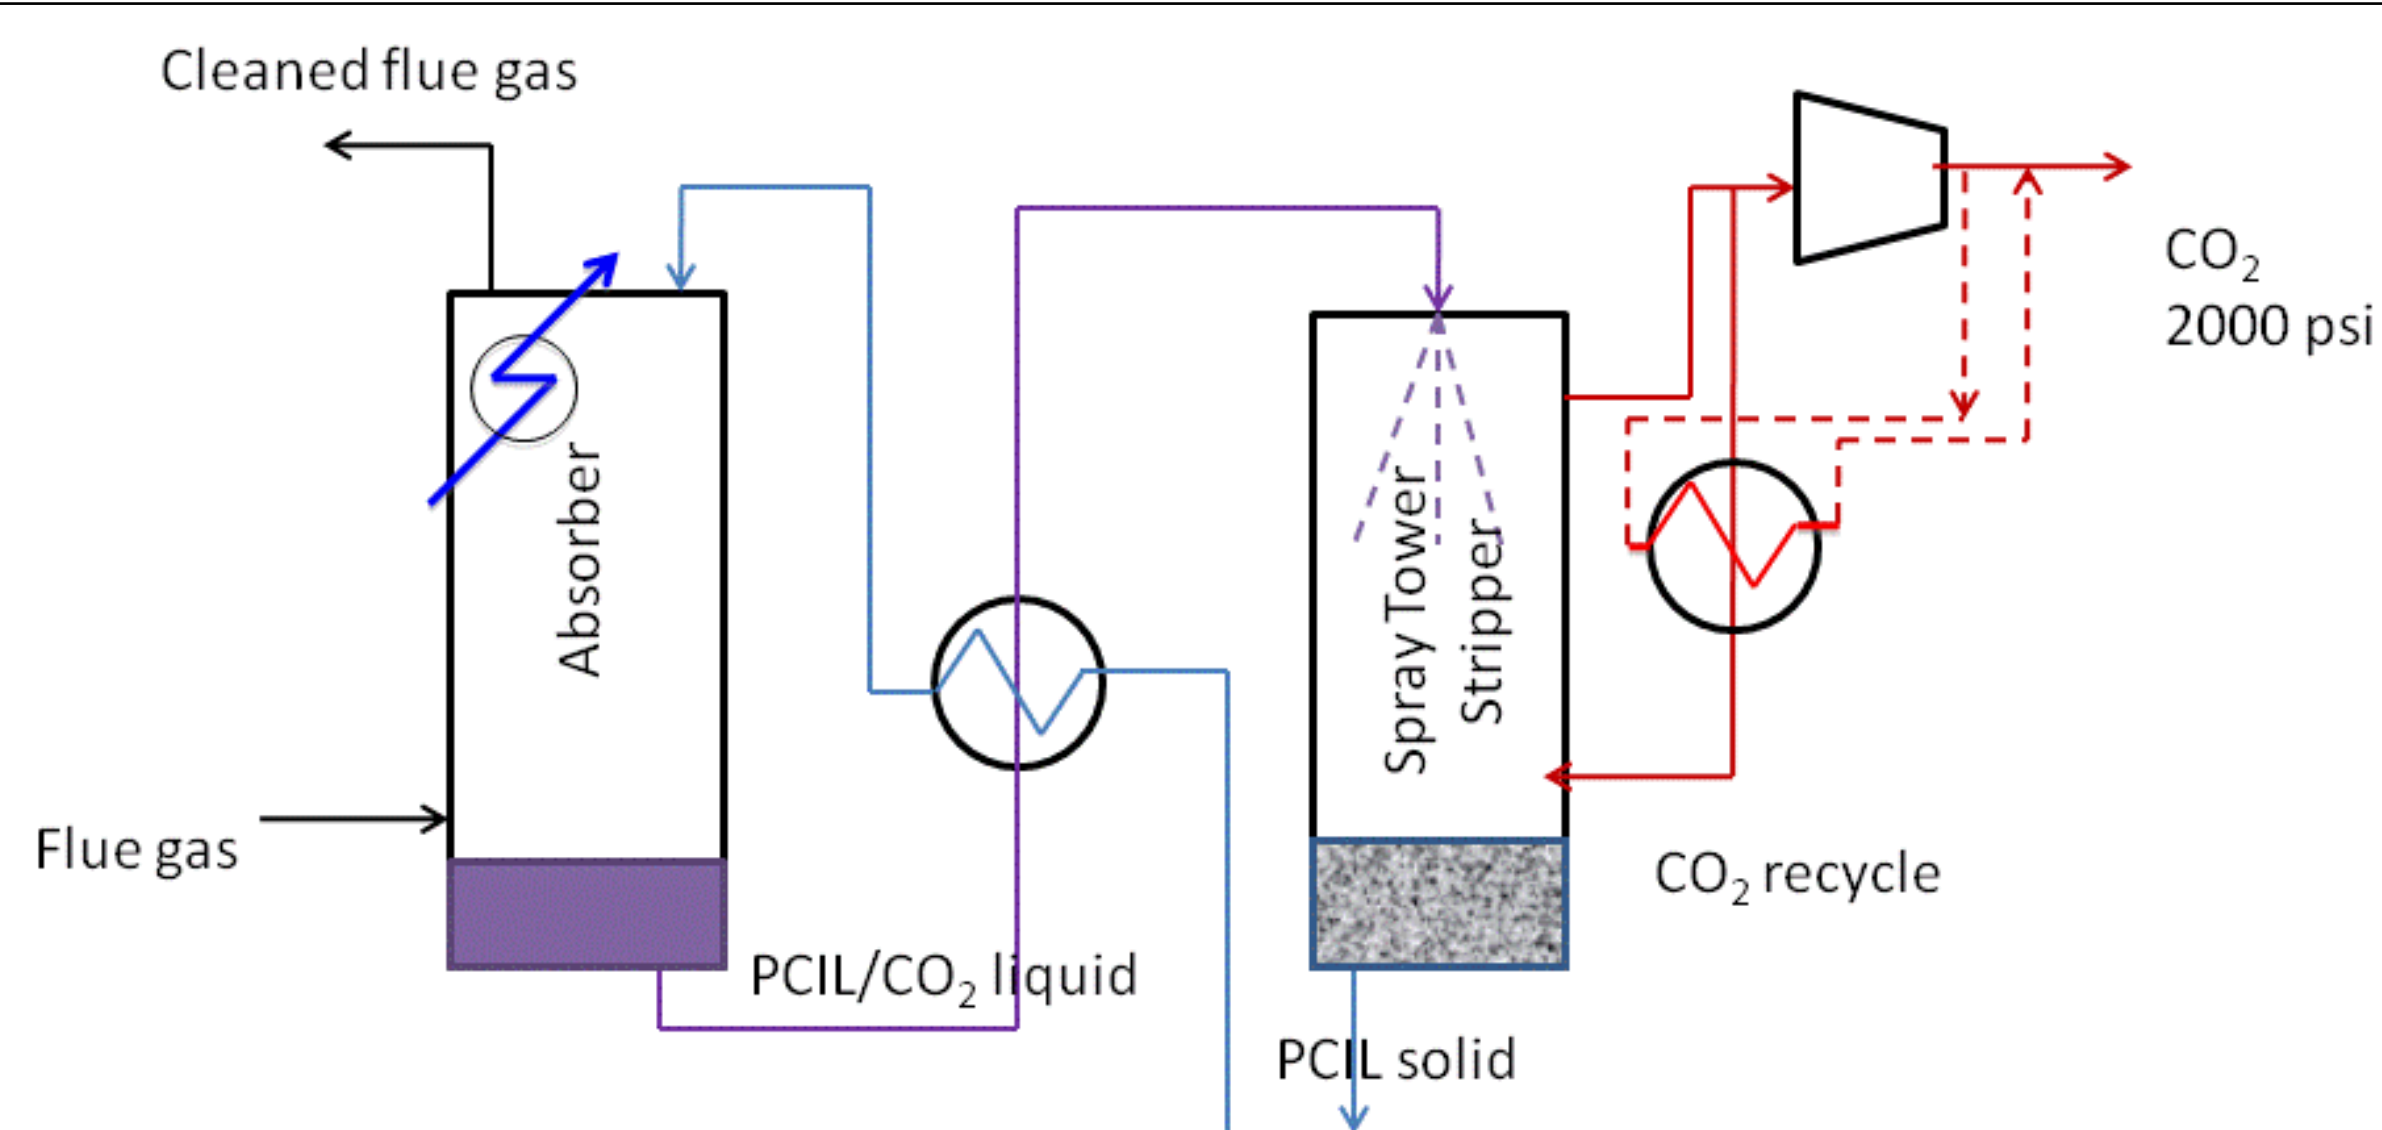 Cleaned flue gas
CO₂
2000 psi
Absorber
Spray Tower
Stripper
Flue gas
CO₂ recycle
PCIL/CO₂ liquid
PCIL solid